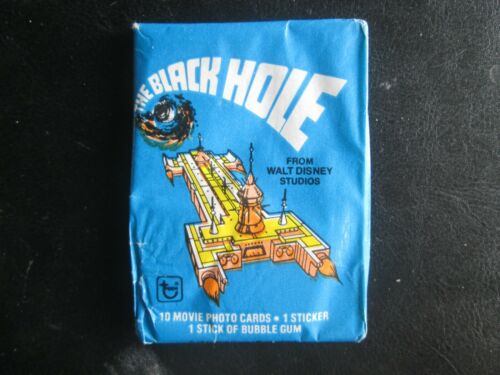 THE BLACK HOLE
FROM
WALT DISNEY
STUDIOS
10 MOVIE PHOTO CARDS • 1 STICKER
1 STICK OF BUBBLE GUM